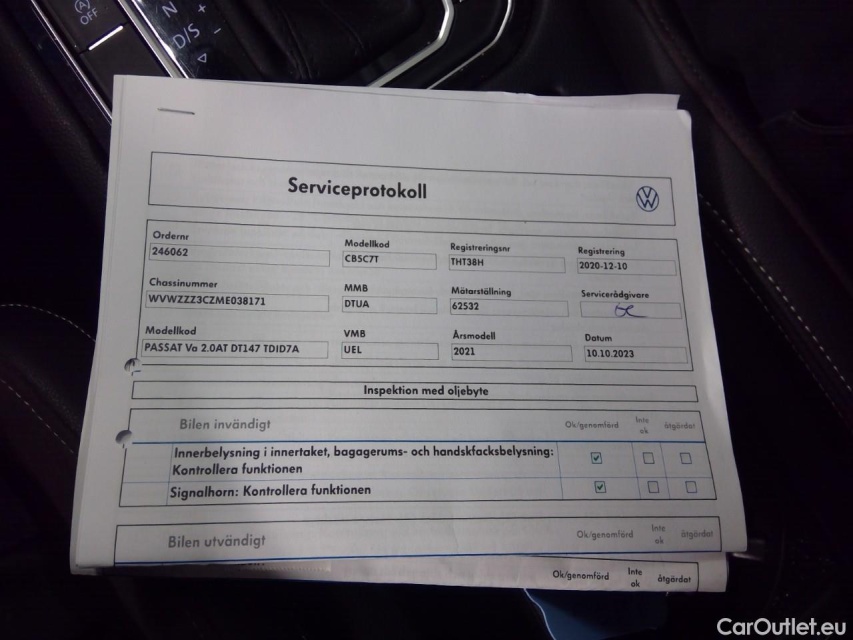 OFF
N
D/S
+
-
Serviceprotokoll
Ordernr
246062
Modellkod
CB5C7T
Registreringsnr
THT38H
Registrering
2020-12-10
Chassinummer
WVWZZZ3CZME038171
MMB
DTUA
Mätarställning
62532
Servicerådgivare
Modellkod
PASSAT Va 2.0AT DT147 TDID7A
VMB
UEL
Årsmodell
2021
Datum
10.10.2023
Inspektion med oljebyte
Bilen invändigt
Ok/genomförd
Inte
ok
åtgärdat
Innerbelysning i innertaket, bagagerums- och handskfacksbelysning:
Kontrollera funktionen
Signalhorn: Kontrollera funktionen
Bilen utvändigt
Ok/genomförd
Inte
ok
åtgärdat
Ok/genomförd
Inte
ok
åtgärdat
CarOutlet.eu